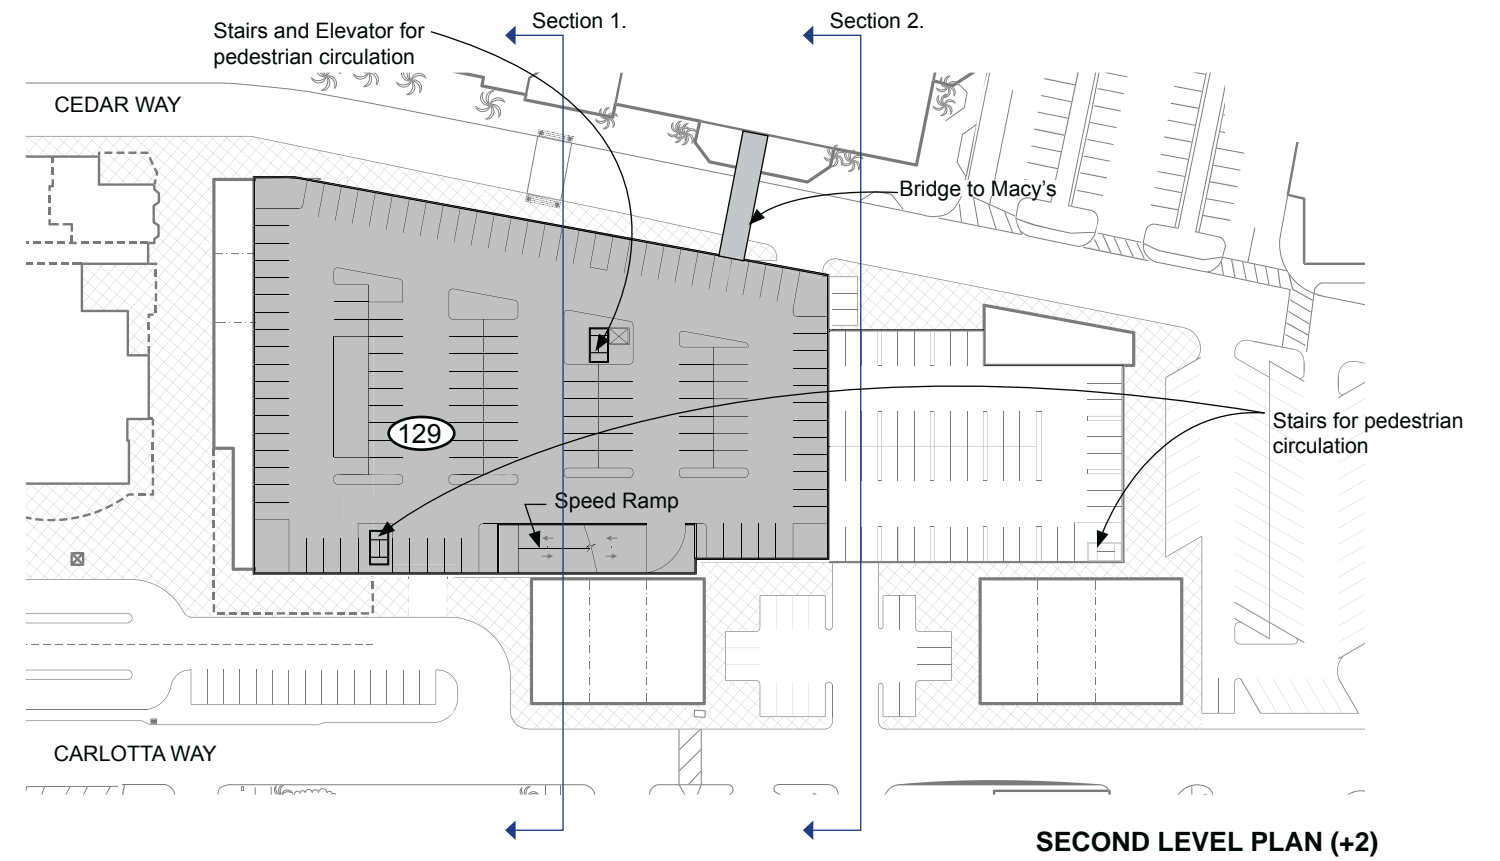 Section 1.
Section 2.
Stairs and Elevator for
pedestrian circulation
CEDAR WAY
Bridge to Macy's
129
Stairs for pedestrian
circulation
Speed Ramp
CARLOTTA WAY
SECOND LEVEL PLAN (+2)